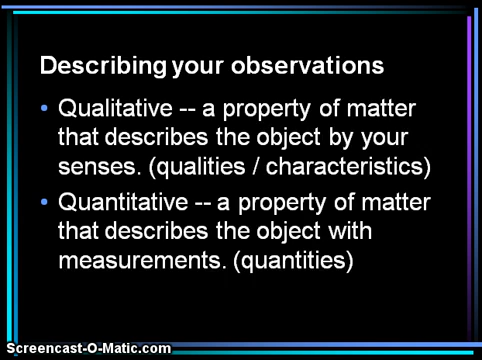 Describing your observations
• Qualitative -- a property of matter
that describes the object by your
senses. (qualities / characteristics)
• Quantitative -- a property of matter
that describes the object with
measurements. (quantities)
Screencast-O-Matic.com